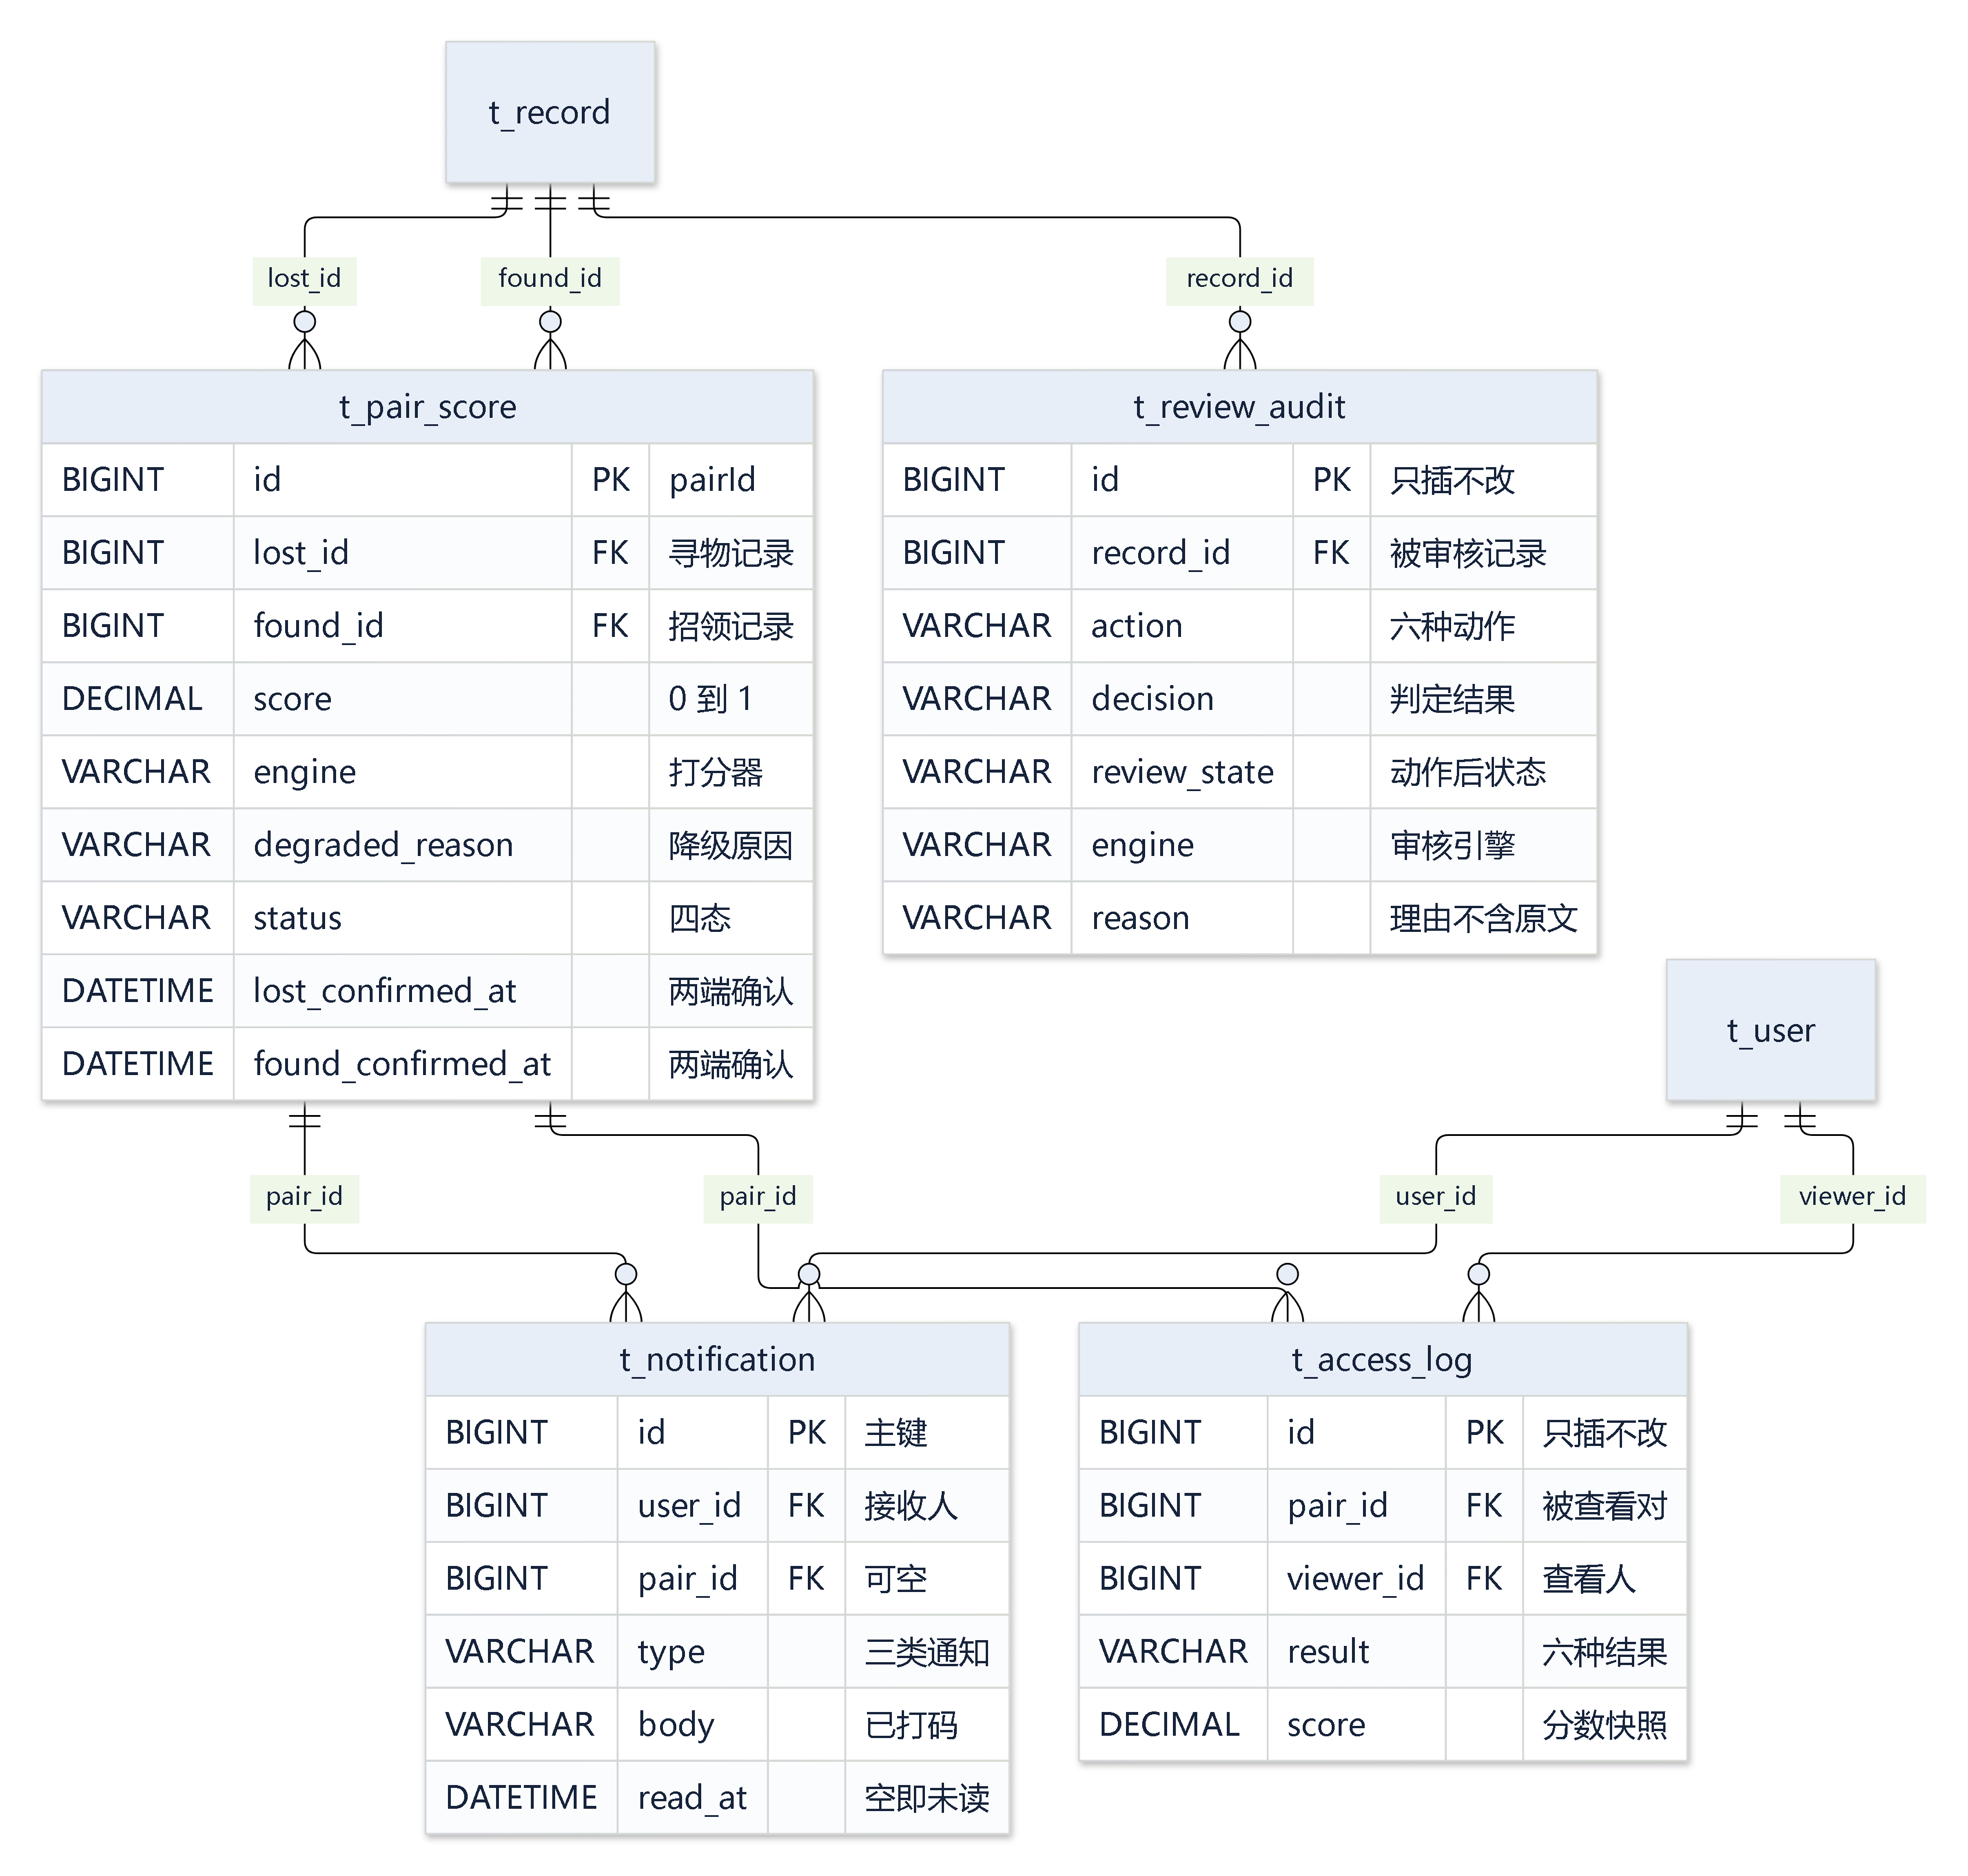 t_record
lost_id
found_id
record_id
t_pair_score
BIGINT id PK pairId
BIGINT lost_id FK 寻物记录
BIGINT found_id FK 招领记录
DECIMAL score 0 到 1
VARCHAR engine 打分器
VARCHAR degraded_reason 降级原因
VARCHAR status 四态
DATETIME lost_confirmed_at 两端确认
DATETIME found_confirmed_at 两端确认
t_review_audit
BIGINT id PK 只插不改
BIGINT record_id FK 被审核记录
VARCHAR action 六种动作
VARCHAR decision 判定结果
VARCHAR review_state 动作后状态
VARCHAR engine 审核引擎
VARCHAR reason 理由不含原文
t_user
pair_id
pair_id
user_id
viewer_id
t_notification
BIGINT id PK 主键
BIGINT user_id FK 接收人
BIGINT pair_id FK 可空
VARCHAR type 三类通知
VARCHAR body 已打码
DATETIME read_at 空即未读
t_access_log
BIGINT id PK 只插不改
BIGINT pair_id FK 被查看对
BIGINT viewer_id FK 查看人
VARCHAR result 六种结果
DECIMAL score 分数快照